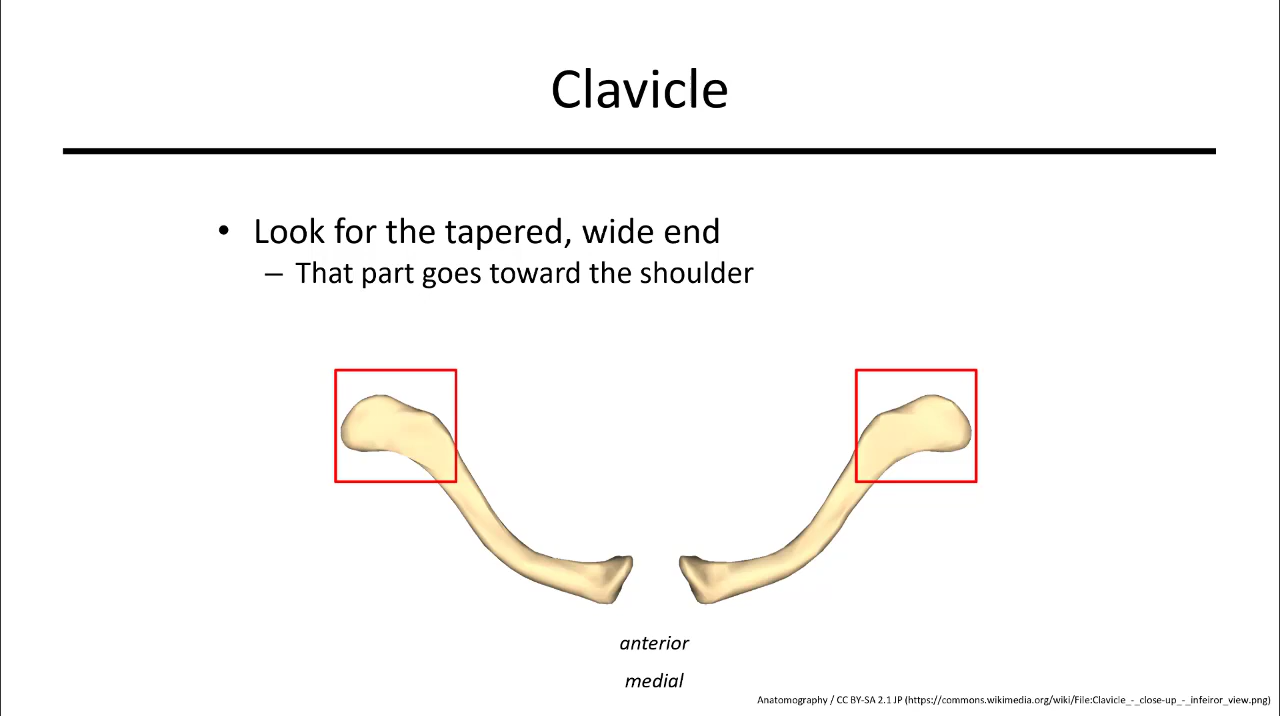 Clavicle
• Look for the tapered, wide end
– That part goes toward the shoulder
anterior
medial
Anatomography / CC BY-SA 2.1 JP (https://commons.wikimedia.org/wiki/File:Clavicle_-_close-up_-_infeiror_view.png)